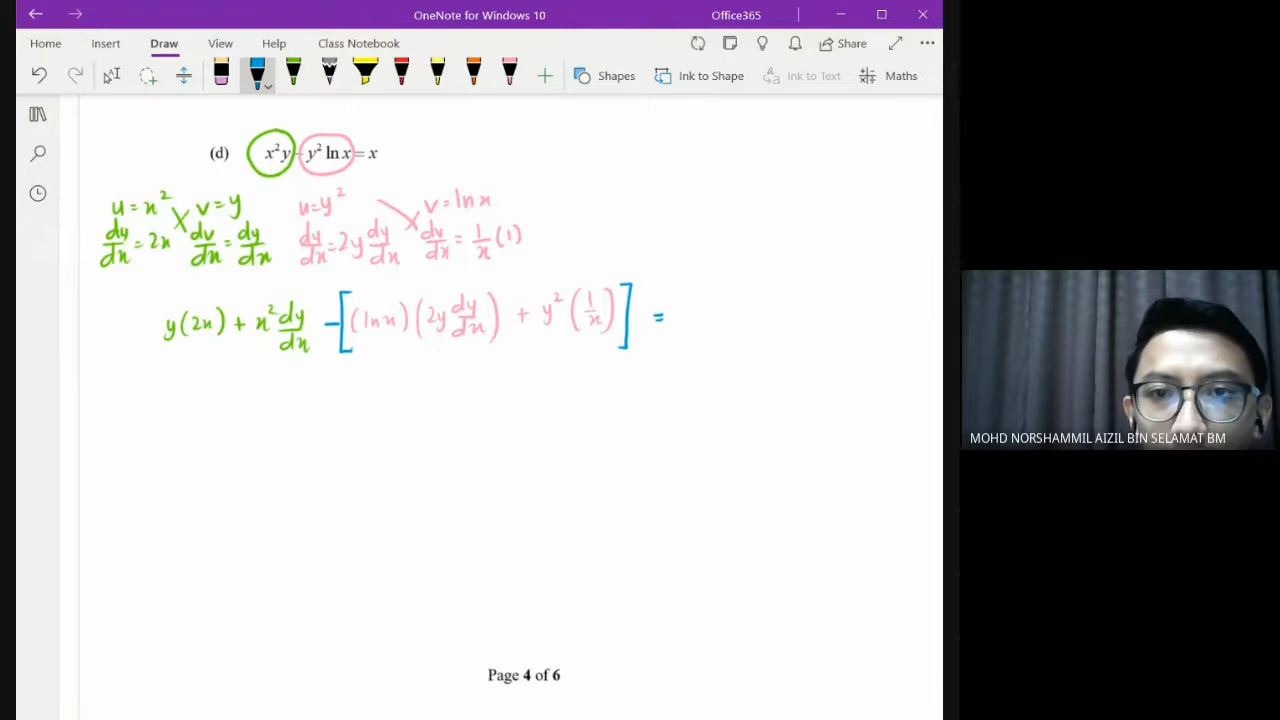 OneNote for Windows 10
Office365
Home Insert Draw View Help Class Notebook Share
Shapes Ink to Shape Ink to Text Maths
(d) x²y − y² ln x = x
u = x² v = y u = y² v = ln x
dy/dx = 2x dv/dx = dy/dx dy/dx = 2y dy/dx dv/dx = 1/x (1)
y(2x) + x² dy/dx − [(ln x)(2y dy/dx) + y² (1/x)] =
MOHD NORSHAMMIL AIZIL BIN SELAMAT BM
Page 4 of 6